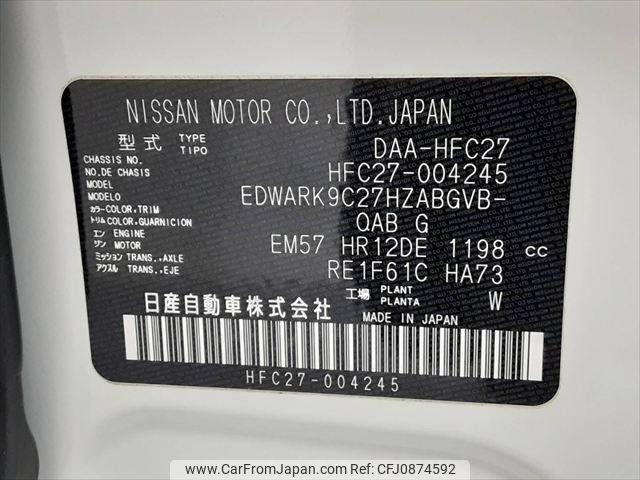 NISSAN MOTOR CO.,LTD.JAPAN
型式 TYPE TIPO DAA-HFC27
CHASSIS NO.
NO.DE CHASIS HFC27-004245
MODEL
MODELO EDWARK9C27HZABGVB-
カラー COLOR,TRIM
トリム COLOR,GUARNICION QAB G
エン ENGINE
ジン MOTOR EM57 HR12DE 1198 cc
ミッション TRANS.,AXLE
アクスル TRANS.,EJE RE1F61C HA73
工場 PLANT PLANTA W
日産自動車株式会社 MADE IN JAPAN
HFC27-004245
www.CarFromJapan.com | Stock ID: FJ0874592